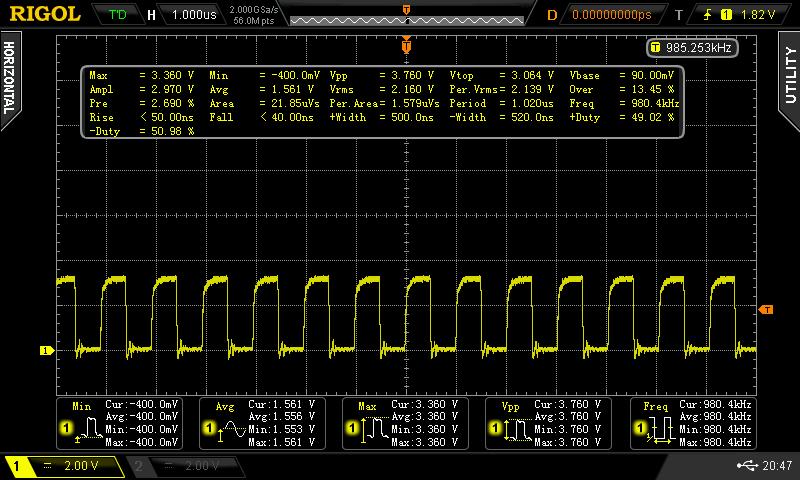 RIGOL T'D H 1.000us 2.000GSa/s 56.0M pts D 0.00000000ps T 1 1.82 V
HORIZONTAL
UTILITY
T 985.253kHz
Max = 3.360 V Min = -400.0mV Vpp = 3.760 V Vtop = 3.064 V Vbase = 90.00mV
Ampl = 2.970 V Avg = 1.561 V Vrms = 2.160 V Per.Vrms= 2.139 V Over = 13.45 %
Pre = 2.690 % Area = 21.85uVs Per.Area= 1.579uVs Period = 1.020us Freq = 980.4kHz
Rise < 50.00ns Fall < 40.00ns +Width = 500.0ns -Width = 520.0ns +Duty = 49.02 %
-Duty = 50.98 %
T
T
1
Min Cur:-400.0mV
Avg:-400.0mV
1 Min:-400.0mV
Max:-400.0mV
Avg Cur:1.561 V
Avg:1.556 V
1 Min:1.553 V
Max:1.561 V
Max Cur:3.360 V
Avg:3.360 V
1 Min:3.360 V
Max:3.360 V
Vpp Cur:3.760 V
Avg:3.760 V
1 Min:3.760 V
Max:3.760 V
Freq Cur:980.4kHz
Avg:980.4kHz
1 Min:980.4kHz
Max:980.4kHz
1 2.00 V 2 2.00 V 20:47